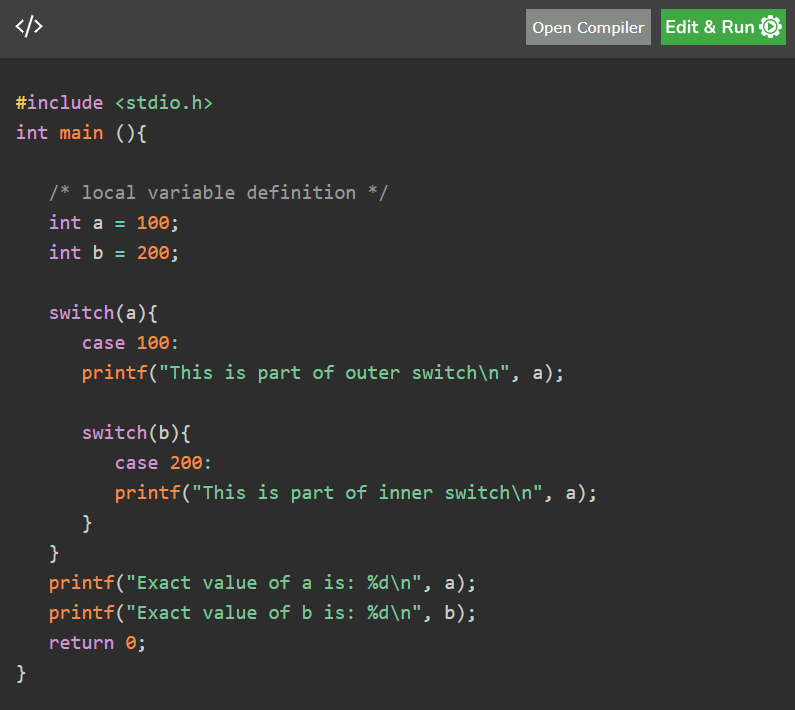 </> Open Compiler Edit & Run
#include <stdio.h>
int main (){
/* local variable definition */
int a = 100;
int b = 200;
switch(a){
case 100:
printf("This is part of outer switch\n", a);
switch(b){
case 200:
printf("This is part of inner switch\n", a);
}
}
printf("Exact value of a is: %d\n", a);
printf("Exact value of b is: %d\n", b);
return 0;
}